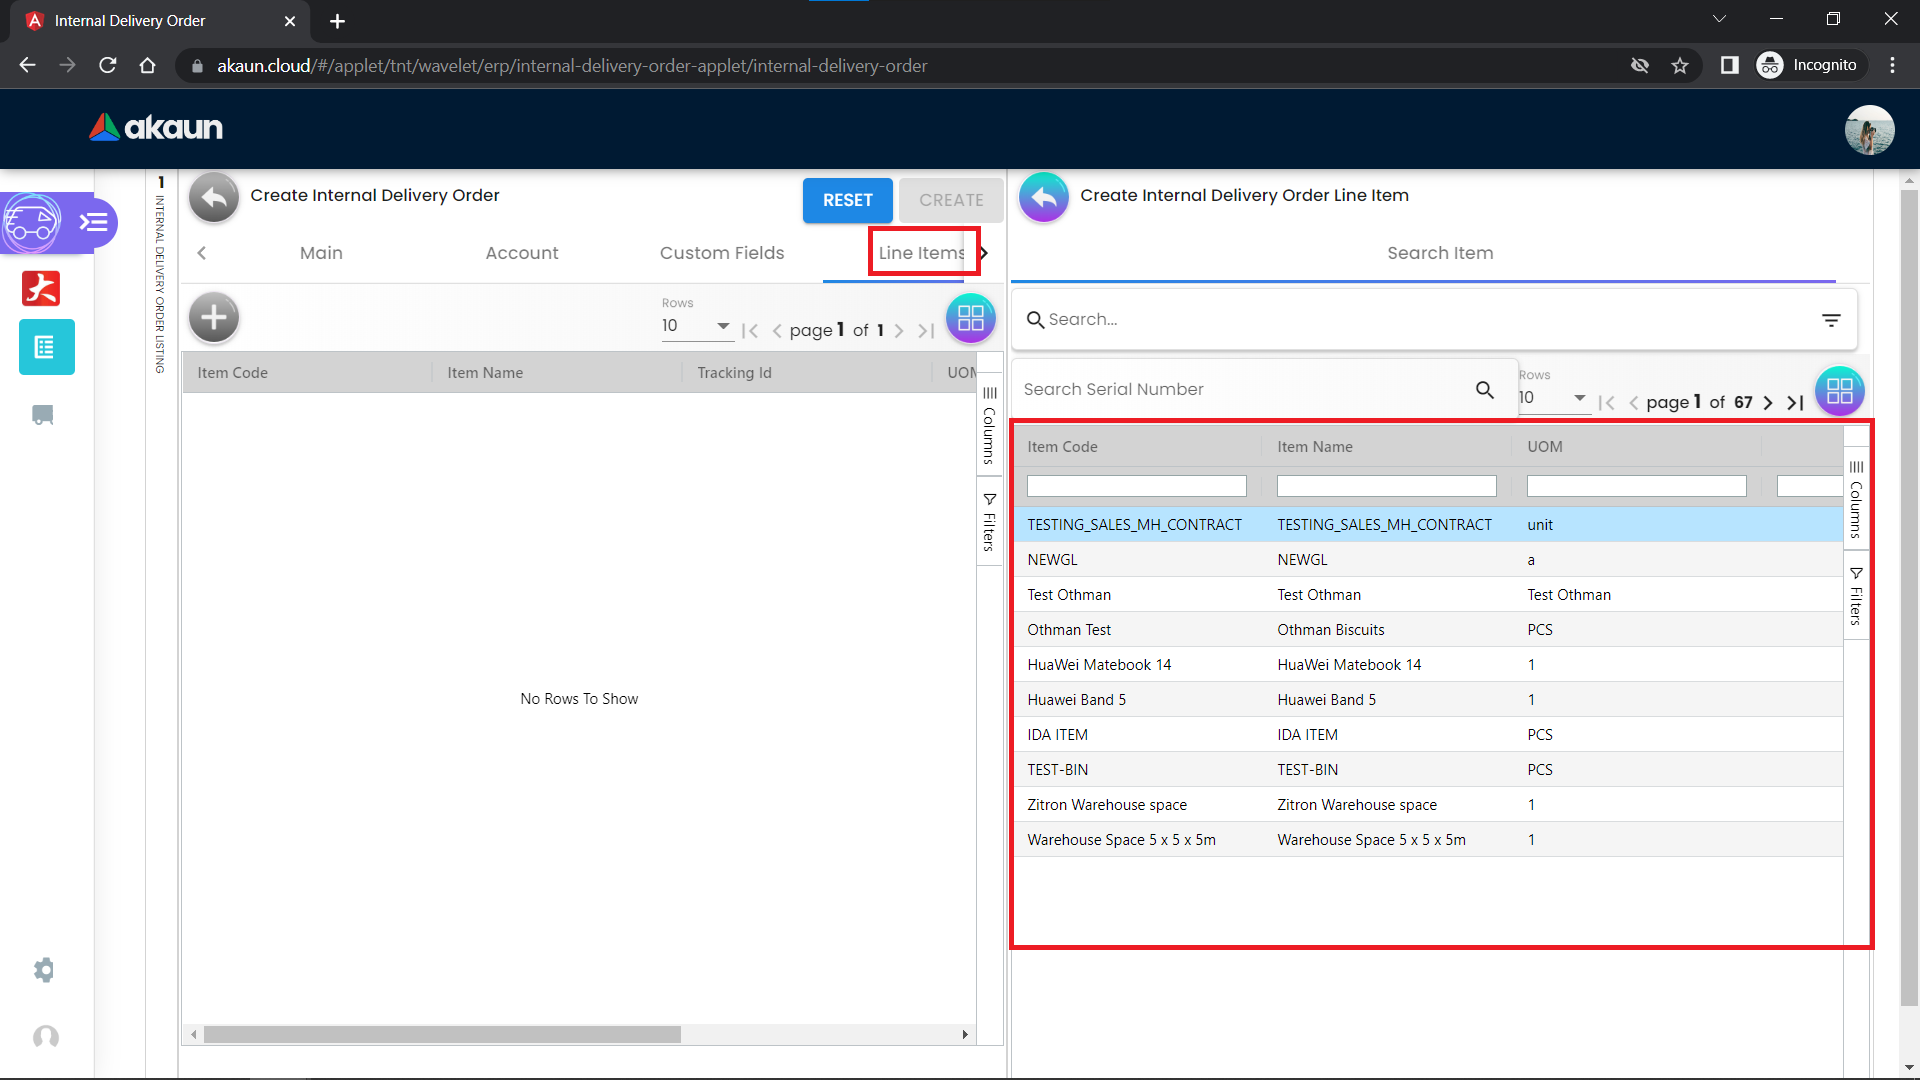 Internal Delivery Order
akaun.cloud/#/applet/tnt/wavelet/erp/internal-delivery-order-applet/internal-delivery-order
Incognito
akaun
1 INTERNAL DELIVERY ORDER LISTING
Create Internal Delivery Order
RESET
CREATE
Main
Account
Custom Fields
Line Items
Rows
10
page 1 of 1
Item Code
Item Name
Tracking Id
UOM
Columns
Filters
No Rows To Show
Create Internal Delivery Order Line Item
Search Item
Search...
Search Serial Number
Rows
10
page 1 of 67
Item Code Item Name UOM
TESTING_SALES_MH_CONTRACT TESTING_SALES_MH_CONTRACT unit
NEWGL NEWGL a
Test Othman Test Othman Test Othman
Othman Test Othman Biscuits PCS
HuaWei Matebook 14 HuaWei Matebook 14 1
Huawei Band 5 Huawei Band 5 1
IDA ITEM IDA ITEM PCS
TEST-BIN TEST-BIN PCS
Zitron Warehouse space Zitron Warehouse space 1
Warehouse Space 5 x 5 x 5m Warehouse Space 5 x 5 x 5m 1
Columns
Filters